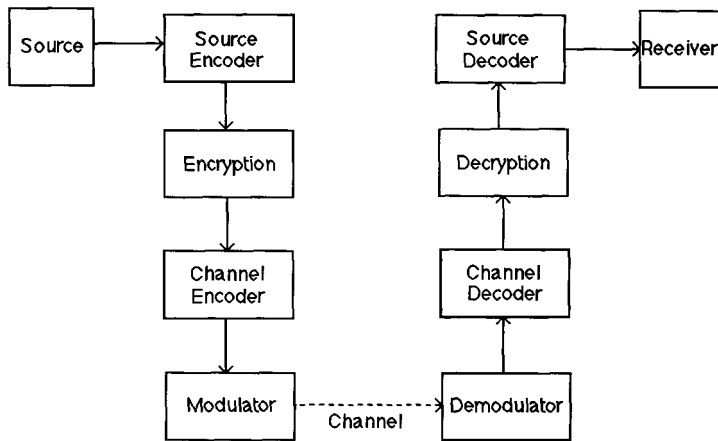 Source
Source
Encoder
Encryption
Channel
Encoder
Modulator
Channel
Demodulator
Channel
Decoder
Decryption
Source
Decoder
Receiver